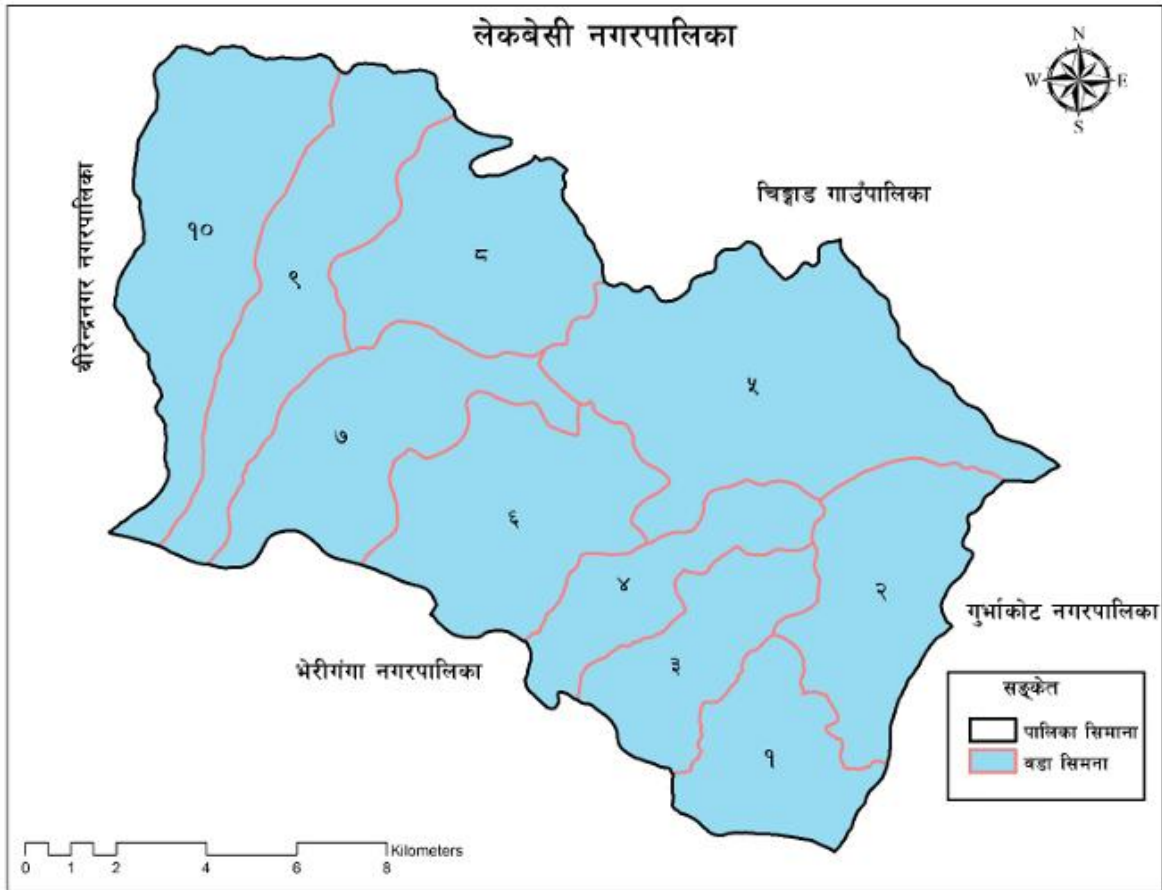 लेकबेसी नगरपालिका
N
W E
S
चिङ्गाड गाउँपालिका
बीरेन्द्रनगर नगरपालिका
१०
९
८
५
७
६
४
२
गुर्भाकोट नगरपालिका
भेरीगंगा नगरपालिका
३
१
सङ्केत
पालिका सिमाना
वडा सिमना
Kilometers
0 1 2 4 6 8